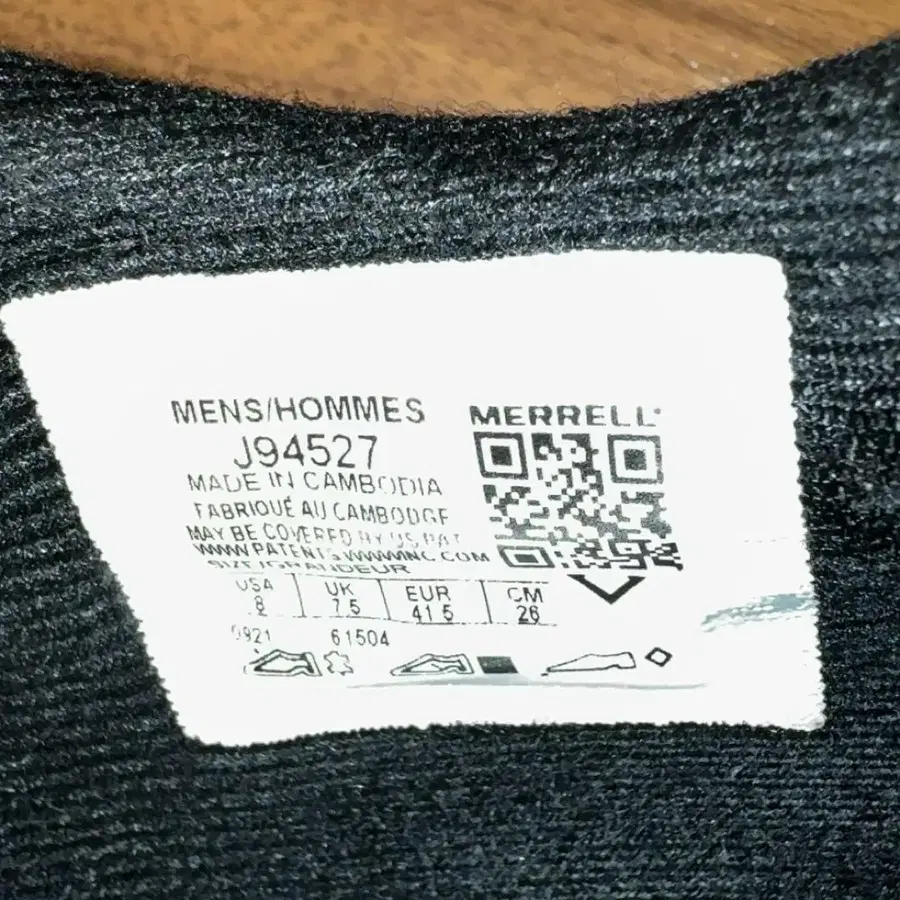 MENS/HOMMES
MERRELL
J94527
MADE IN CAMBODIA
FABRIQUÉ AU CAMBODGE
MAY BE COVERED BY US PAT
WWW.PATENTS.WWWINC.COM
SIZE/GRANDEUR
USA UK EUR CM
8 7.5 41.5 26
0921 61504